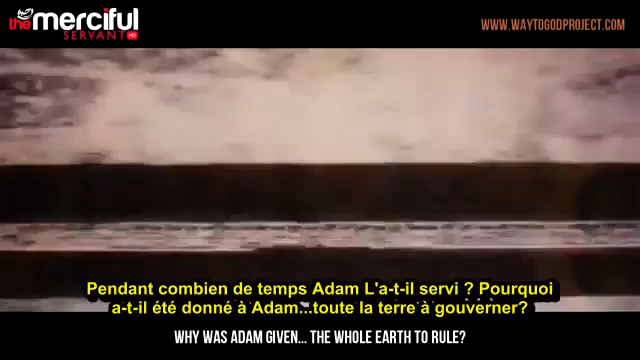 the merciful
SERVANT HD
WWW.WAYTOGODPROJECT.COM
Pendant combien de temps Adam L'a-t-il servi ? Pourquoi
a-t-il été donné à Adam...toute la terre à gouverner?
WHY WAS ADAM GIVEN... THE WHOLE EARTH TO RULE?